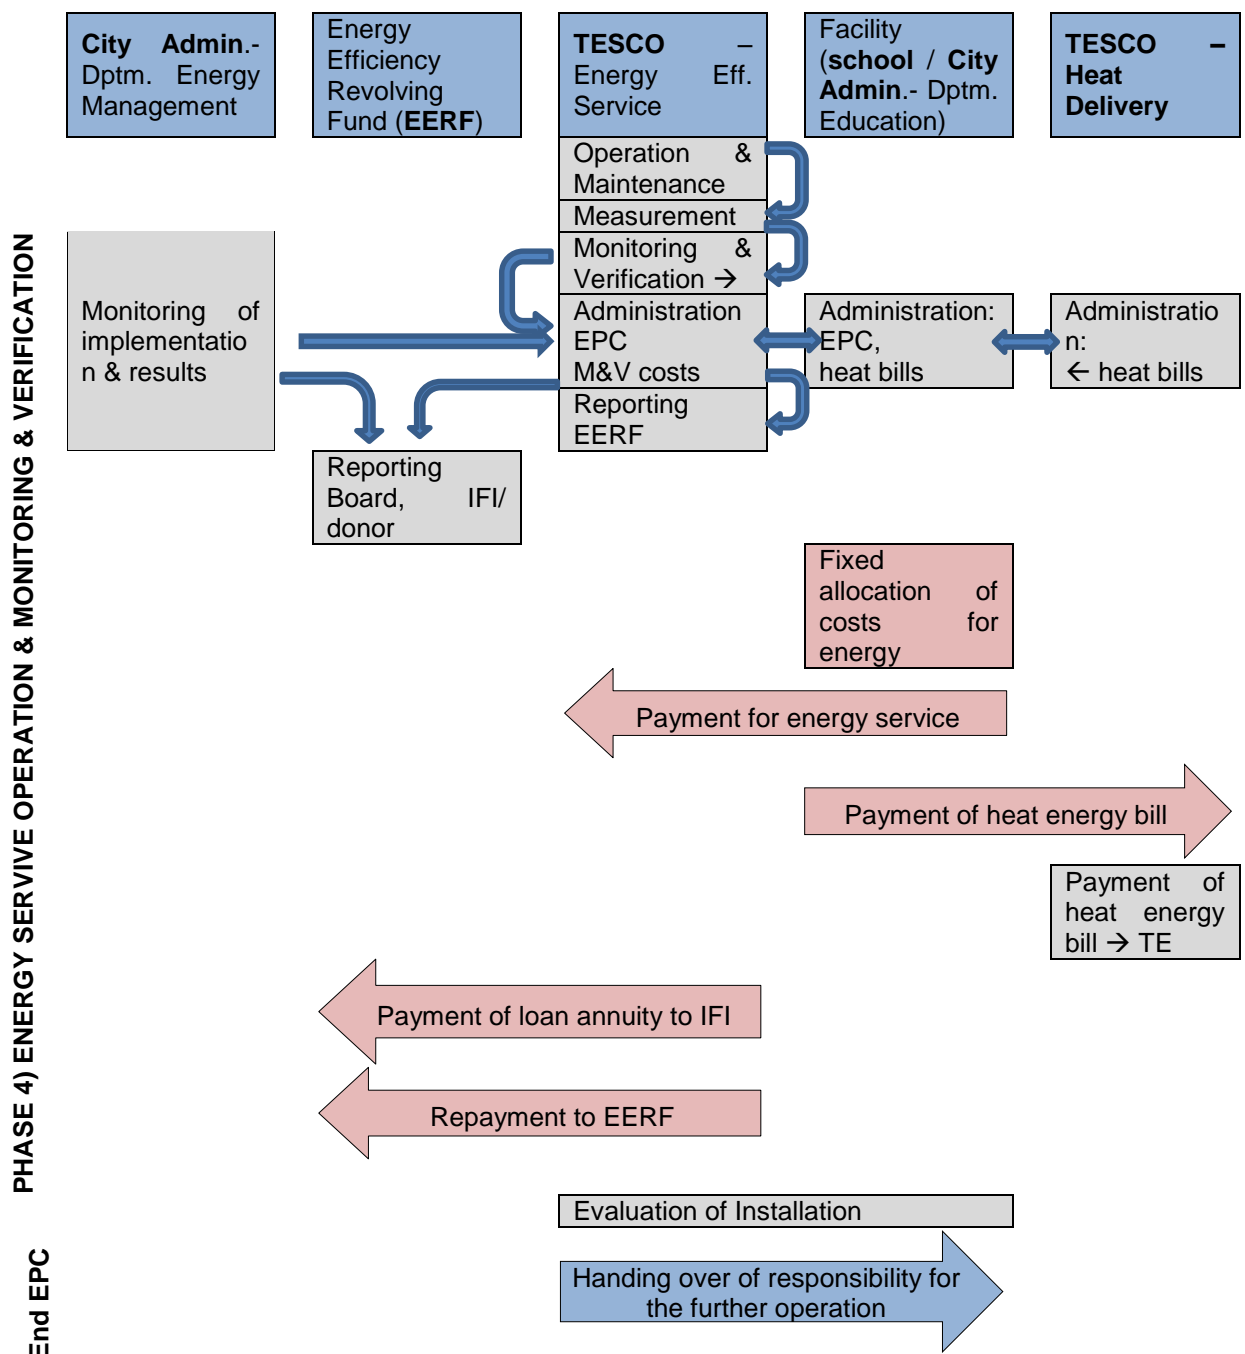 City Admin.-
Dptm. Energy
Management
Energy
Efficiency
Revolving
Fund (EERF)
TESCO –
Energy Eff.
Service
Facility
(school / City
Admin.- Dptm.
Education)
TESCO –
Heat
Delivery
PHASE 4) ENERGY SERVIVE OPERATION & MONITORING & VERIFICATION
Operation &
Maintenance
Measurement
Monitoring &
Verification →
Monitoring of
implementatio
n & results
Administration
EPC
M&V costs
Administration:
EPC,
heat bills
Administratio
n:
← heat bills
Reporting
EERF
Reporting
Board, IFI/
donor
Fixed
allocation of
costs for
energy
Payment for energy service
Payment of heat energy bill
Payment of
heat energy
bill → TE
Payment of loan annuity to IFI
Repayment to EERF
End EPC
Evaluation of Installation
Handing over of responsibility for
the further operation